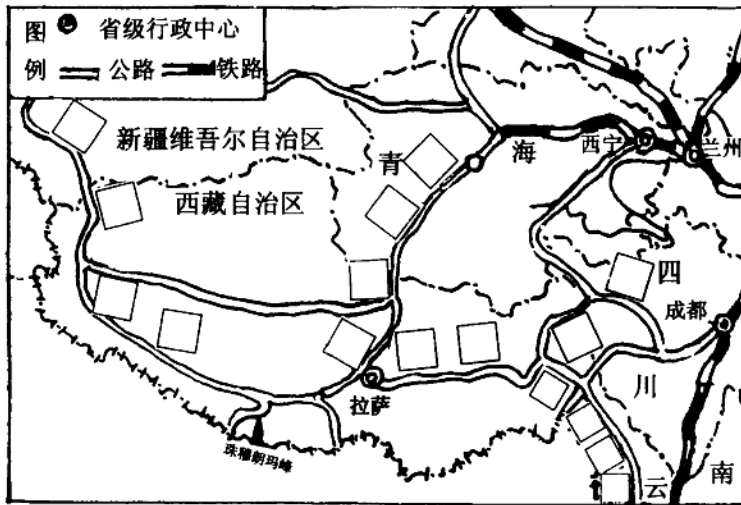 图 省级行政中心
例 公路 铁路
新疆维吾尔自治区
青
海
西宁
兰州
西藏自治区
四
成都
拉萨
川
珠穆朗玛峰
云
南